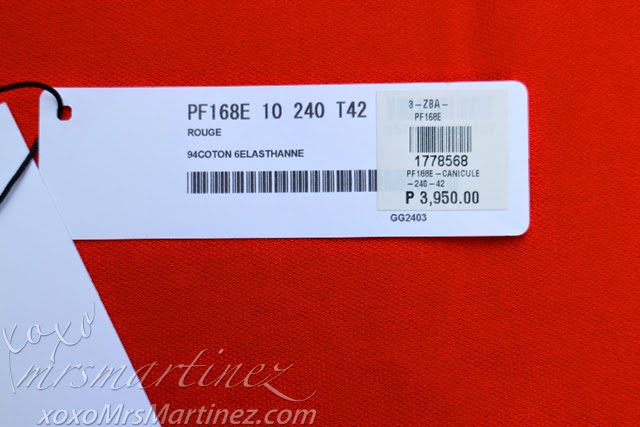 PF168E 10 240 T42
ROUGE
94COTON 6ELASTHANNE
8-ZBA-
PF168E
1778568
PF168E-CANICULE
-240-42
P 3,950.00
GG2403
xoxo
mrsmartinez
xoxoMrsMartinez.com